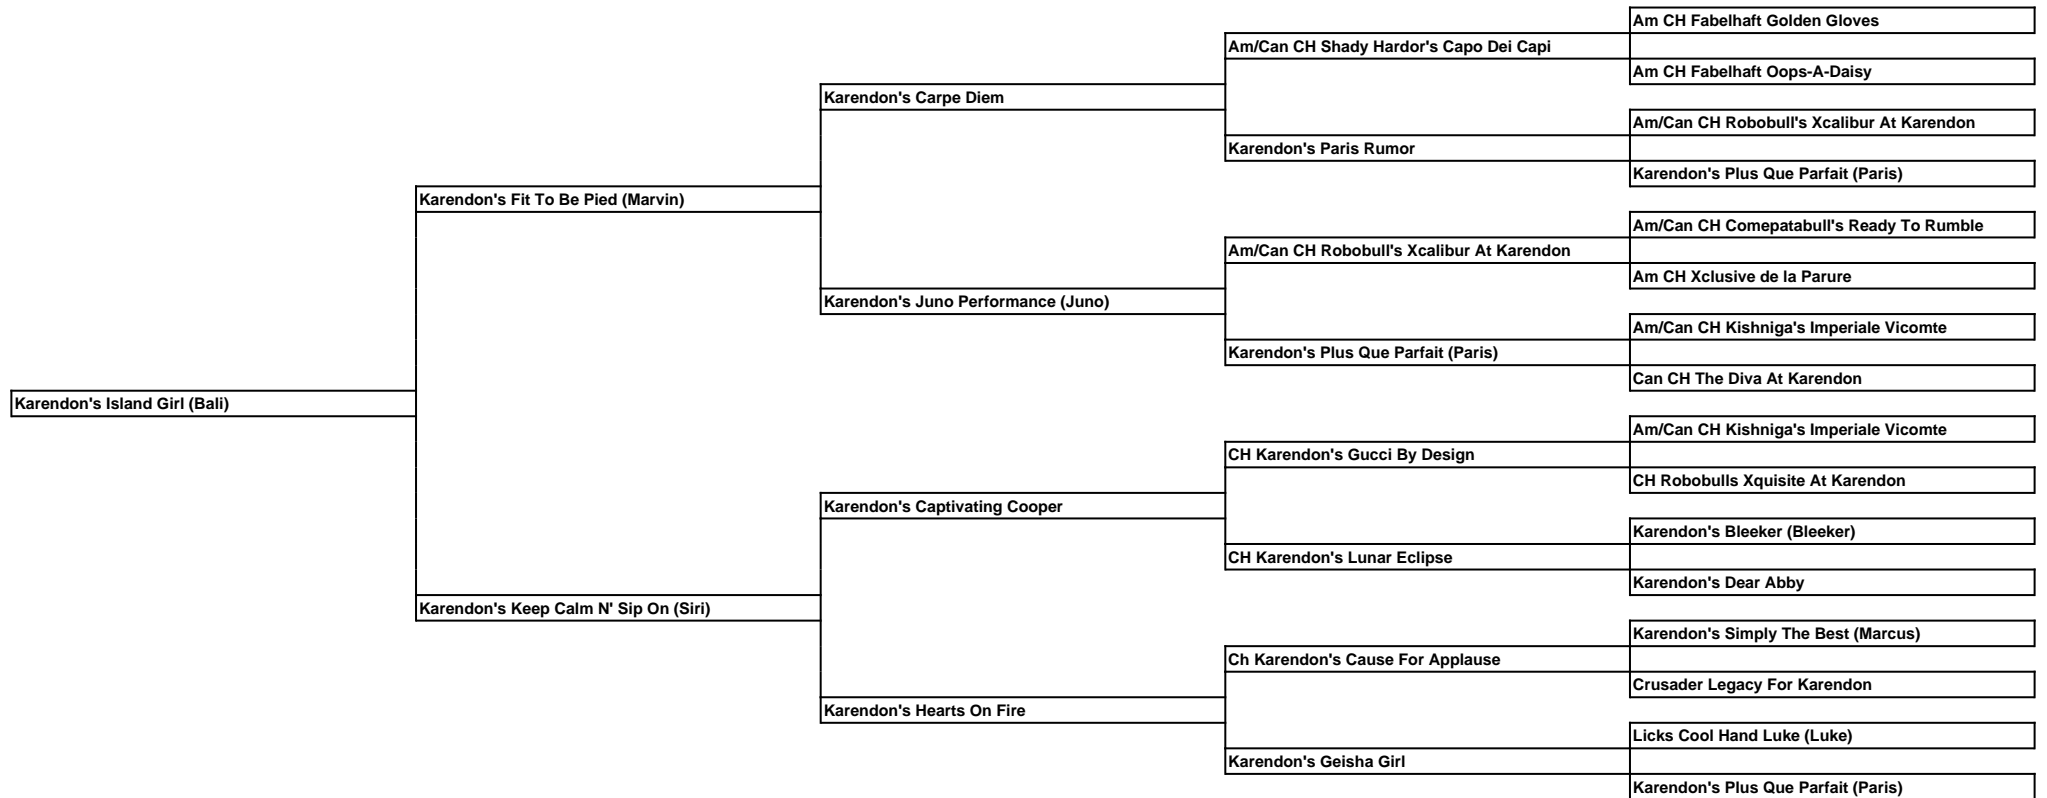 Am CH Fabelhaft Golden Gloves
Am/Can CH Shady Hardor's Capo Dei Capi
Am CH Fabelhaft Oops-A-Daisy
Karendon's Carpe Diem
Am/Can CH Robobull's Xcalibur At Karendon
Karendon's Paris Rumor
Karendon's Plus Que Parfait (Paris)
Karendon's Fit To Be Pied (Marvin)
Am/Can CH Comepatabull's Ready To Rumble
Am/Can CH Robobull's Xcalibur At Karendon
Am CH Xclusive de la Parure
Karendon's Juno Performance (Juno)
Am/Can CH Kishniga's Imperiale Vicomte
Karendon's Plus Que Parfait (Paris)
Can CH The Diva At Karendon
Karendon's Island Girl (Bali)
Am/Can CH Kishniga's Imperiale Vicomte
CH Karendon's Gucci By Design
CH Robobulls Xquisite At Karendon
Karendon's Captivating Cooper
Karendon's Bleeker (Bleeker)
CH Karendon's Lunar Eclipse
Karendon's Dear Abby
Karendon's Keep Calm N' Sip On (Siri)
Karendon's Simply The Best (Marcus)
Ch Karendon's Cause For Applause
Crusader Legacy For Karendon
Karendon's Hearts On Fire
Licks Cool Hand Luke (Luke)
Karendon's Geisha Girl
Karendon's Plus Que Parfait (Paris)